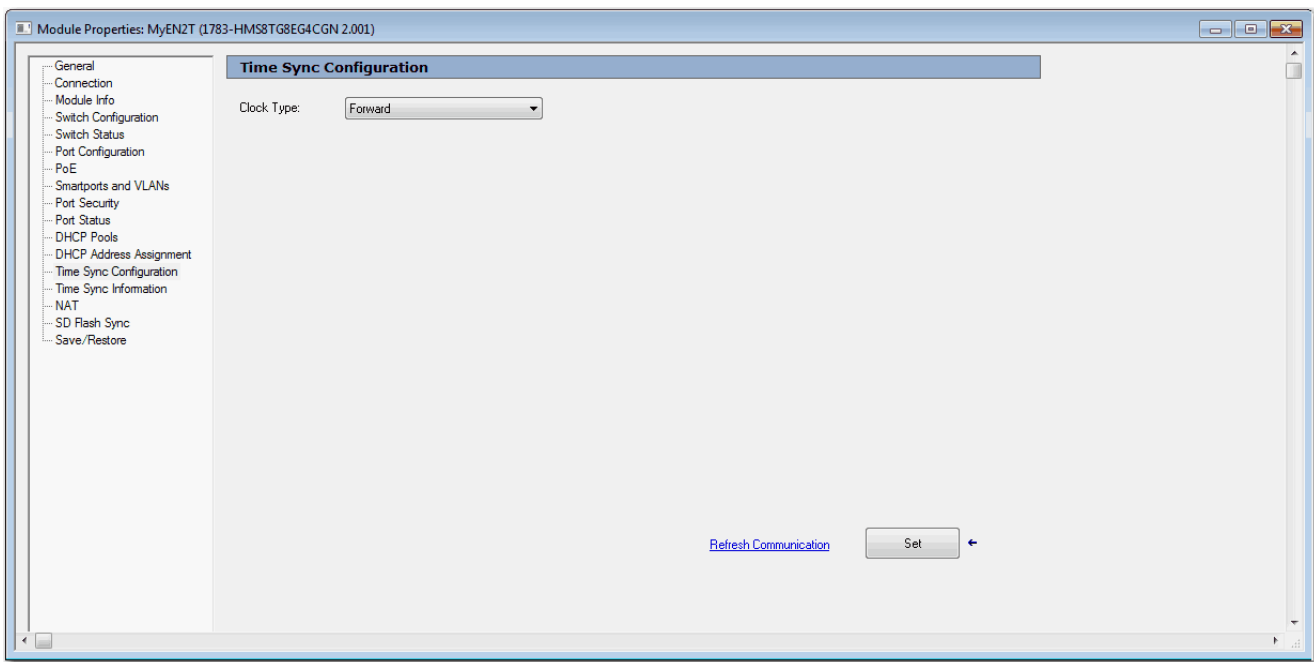 Module Properties: MyEN2T (1783-HMS8TG8EG4CGN 2.001)
General
Connection
Module Info
Switch Configuration
Switch Status
Port Configuration
PoE
Smartports and VLANs
Port Security
Port Status
DHCP Pools
DHCP Address Assignment
Time Sync Configuration
Time Sync Information
NAT
SD Flash Sync
Save/Restore
Time Sync Configuration
Clock Type: Forward
Refresh Communication Set